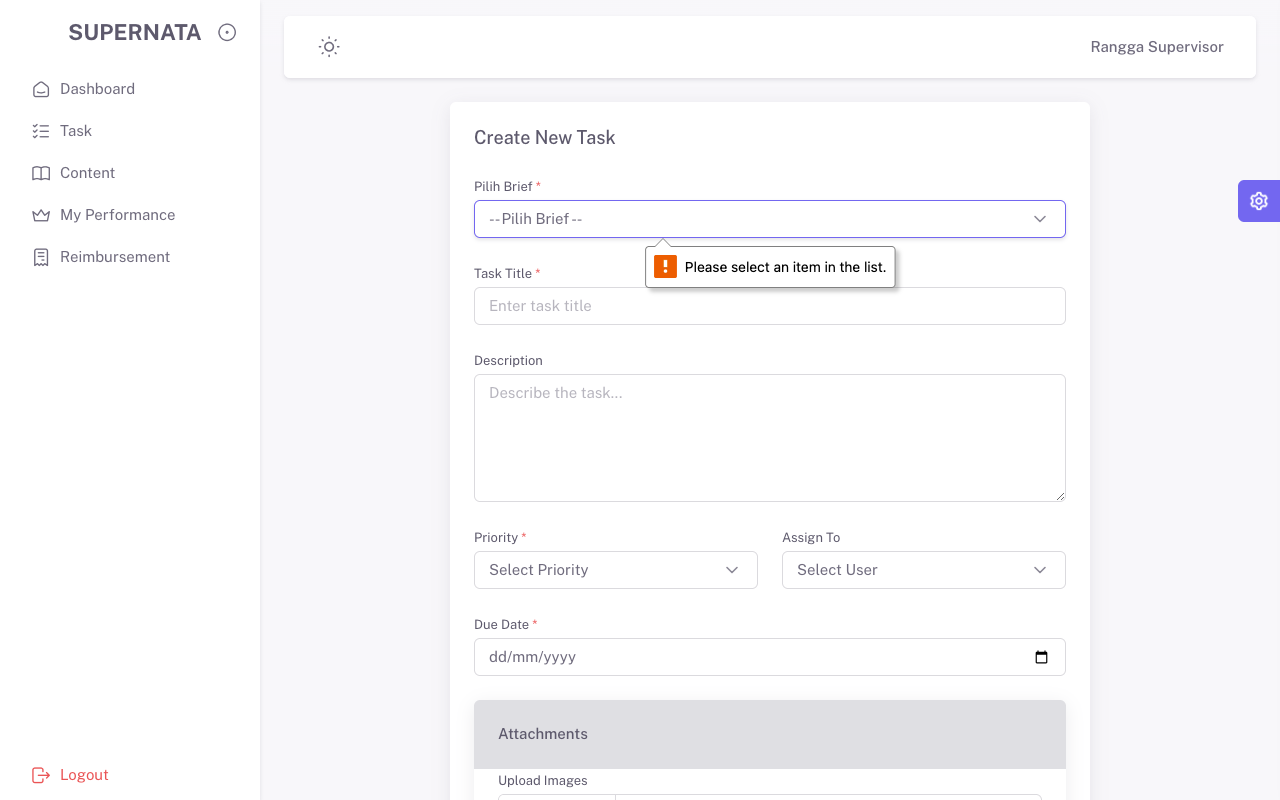 SUPERNATA
Dashboard
Task
Content
My Performance
Reimbursement
Logout
Rangga Supervisor
Create New Task
Pilih Brief *
-- Pilih Brief --
Please select an item in the list.
Task Title *
Enter task title
Description
Describe the task...
Priority *
Assign To
Select Priority
Select User
Due Date *
dd/mm/yyyy
Attachments
Upload Images